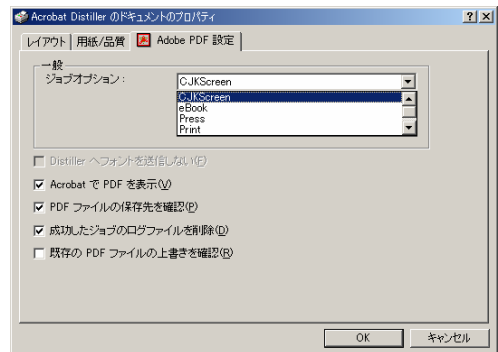 Acrobat Distiller のドキュメントのプロパティ
レイアウト 用紙/品質 Adobe PDF 設定
一般
ジョブオプション:
CJKScreen
CJKScreen
eBook
Press
Print
Distiller へフォントを送信しない(F)
Acrobat で PDF を表示(V)
PDF ファイルの保存先を確認(P)
成功したジョブのログファイルを削除(D)
既存の PDF ファイルの上書きを確認(R)
OK キャンセル